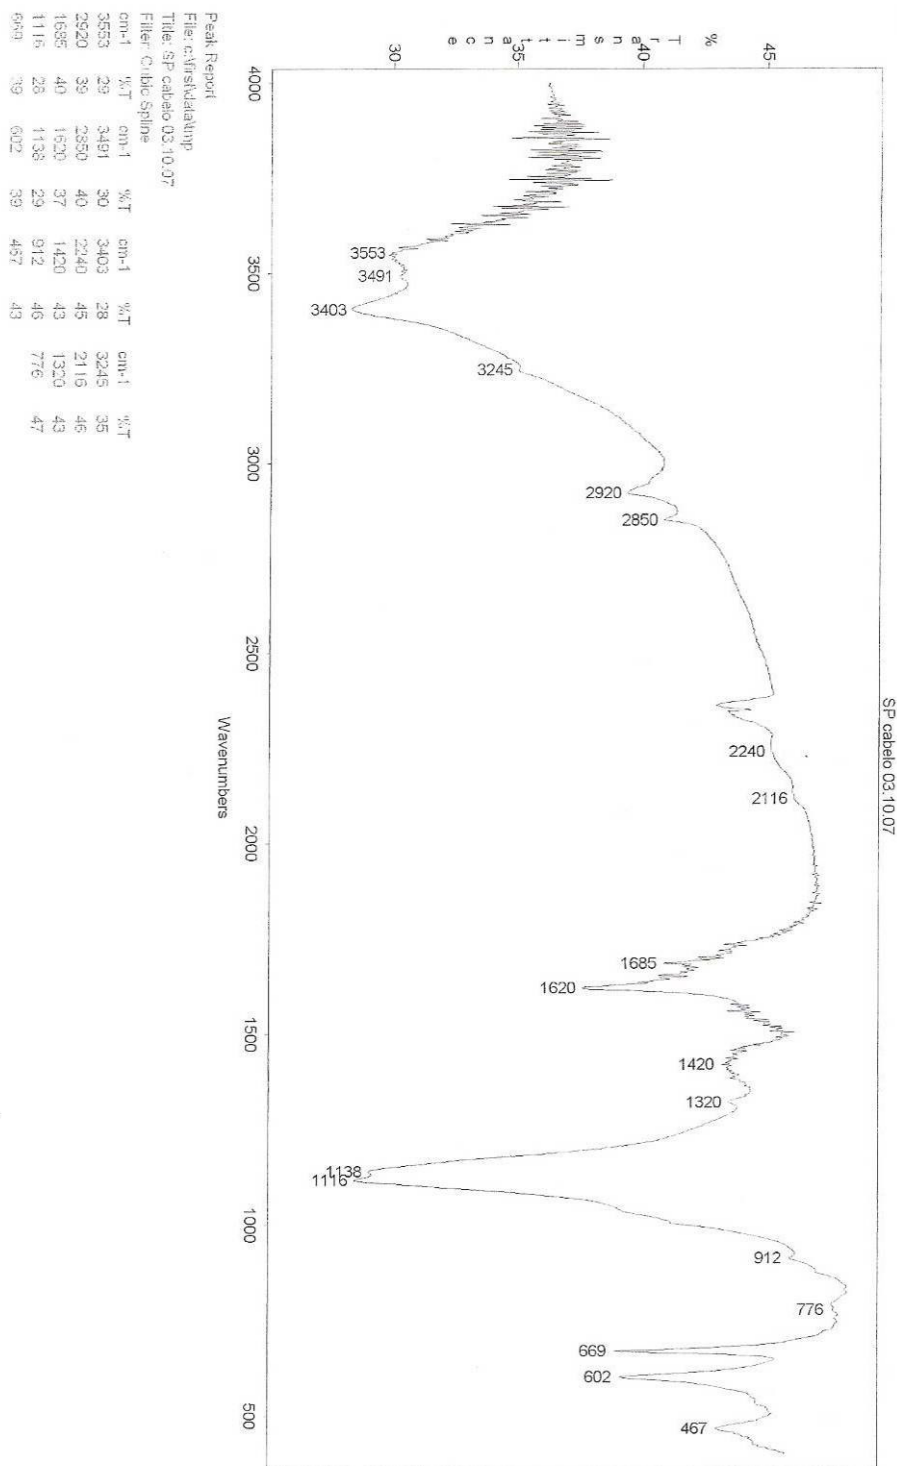 SP cabelo 03.10.07
% Transmittance
45
40
35
30
3553
3491
3403
3245
2920
2850
2240
2116
1685
1620
1420
1320
1138
1116
912
776
669
602
467
4000 3500 3000 2500 2000 1500 1000 500
Wavenumbers
Peak Report
File: c:\first\data\tmp
Title: SP cabelo 03.10.07
Filter: Cubic Spline
cm-1 %T cm-1 %T cm-1 %T cm-1 %T
3553 29 3491 30 3403 28 3245 35
2920 39 2850 40 2240 45 2116 46
1685 40 1620 37 1420 43 1320 43
1116 28 1138 29 912 46 776 47
669 39 602 39 467 43